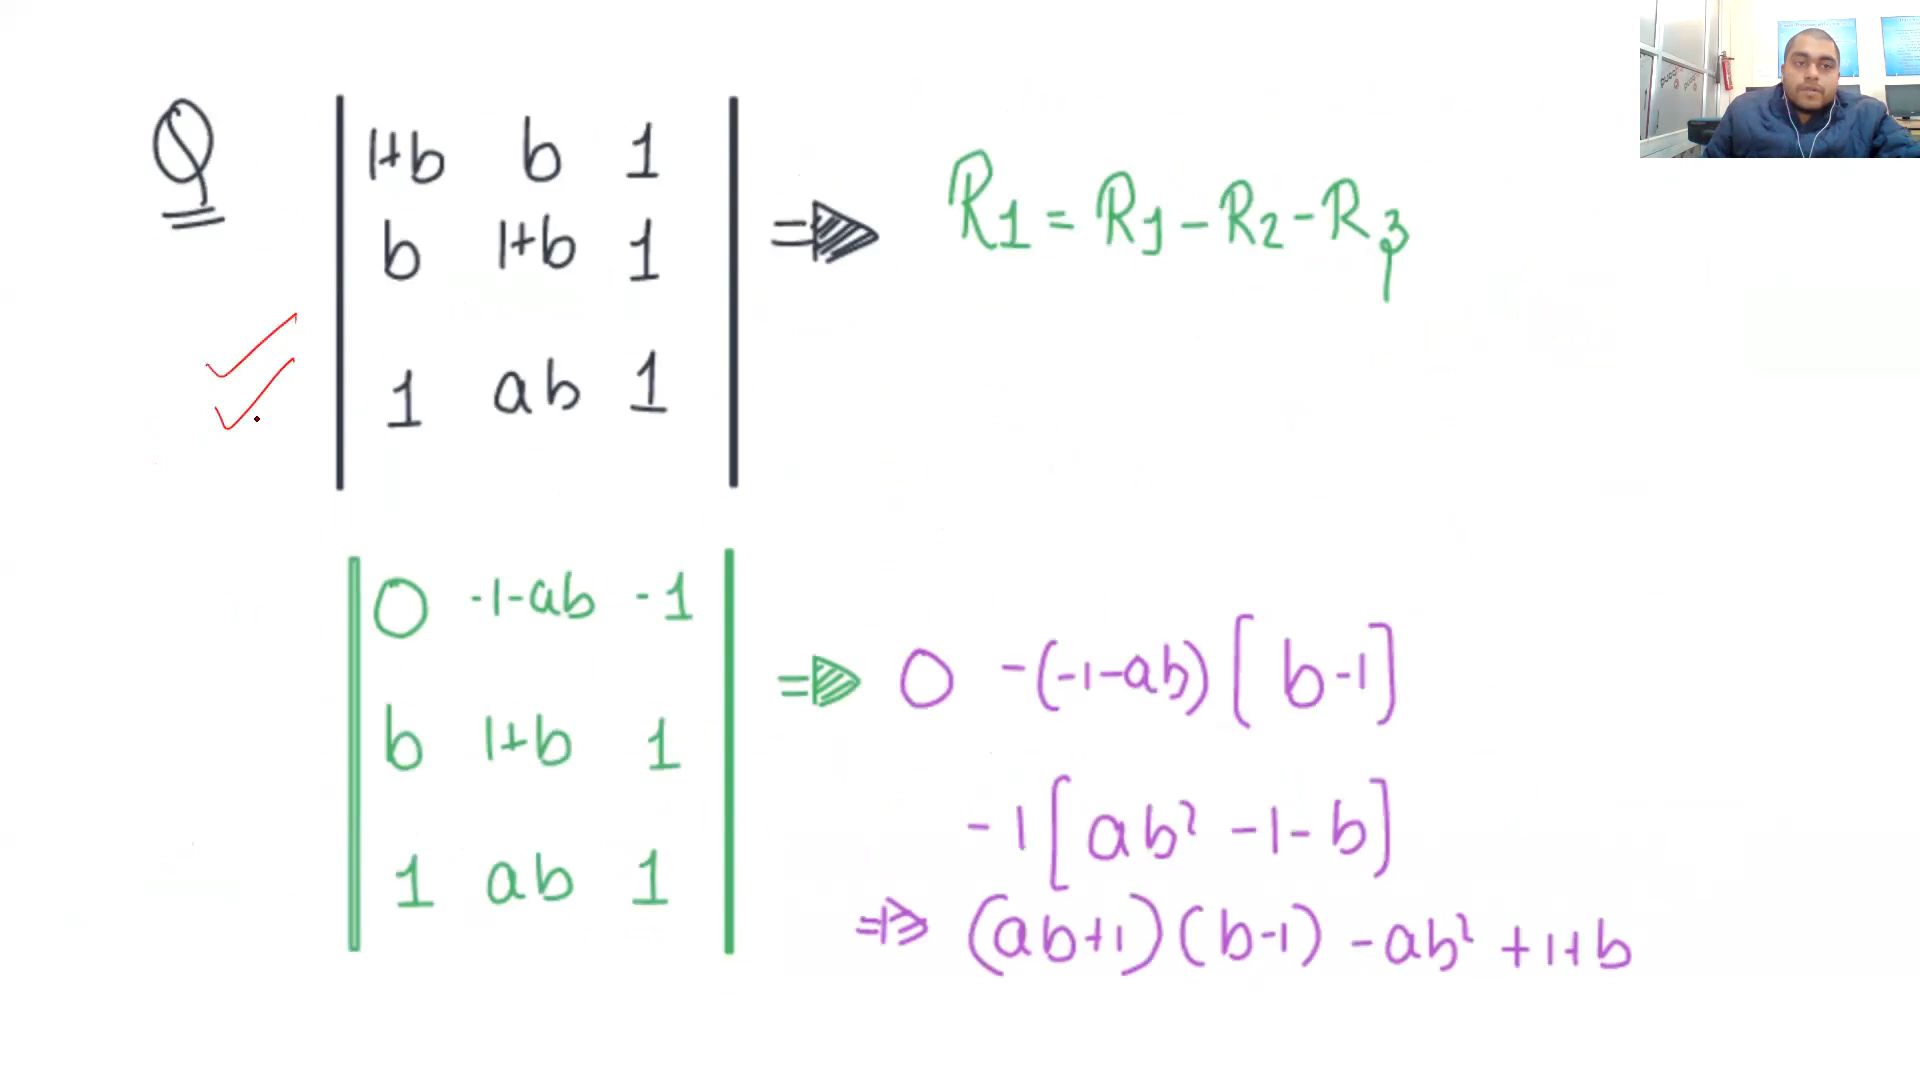 Q
1+b b 1
b 1+b 1
1 ab 1
=> R1 = R1 - R2 - R3
0 -1-ab -1
b 1+b 1
1 ab 1
=> 0 -(-1-ab) [ b-1 ]
-1 [ ab² -1 - b ]
=> (ab+1) (b-1) - ab² + 1 + b